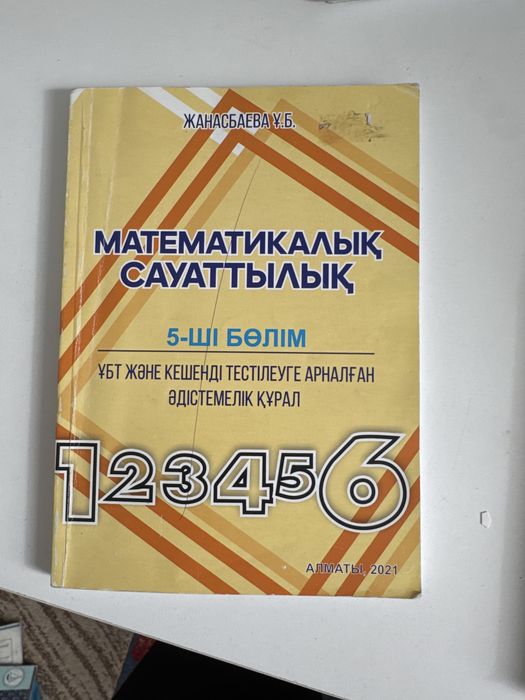 ЖАНАСБАЕВА Ұ.Б.
МАТЕМАТИКАЛЫҚ
САУАТТЫЛЫҚ
5-ШІ БӨЛІМ
ҰБТ ЖӘНЕ КЕШЕНДІ ТЕСТІЛЕУГЕ АРНАЛҒАН
ӘДІСТЕМЕЛІК ҚҰРАЛ
123456
АЛМАТЫ, 2021